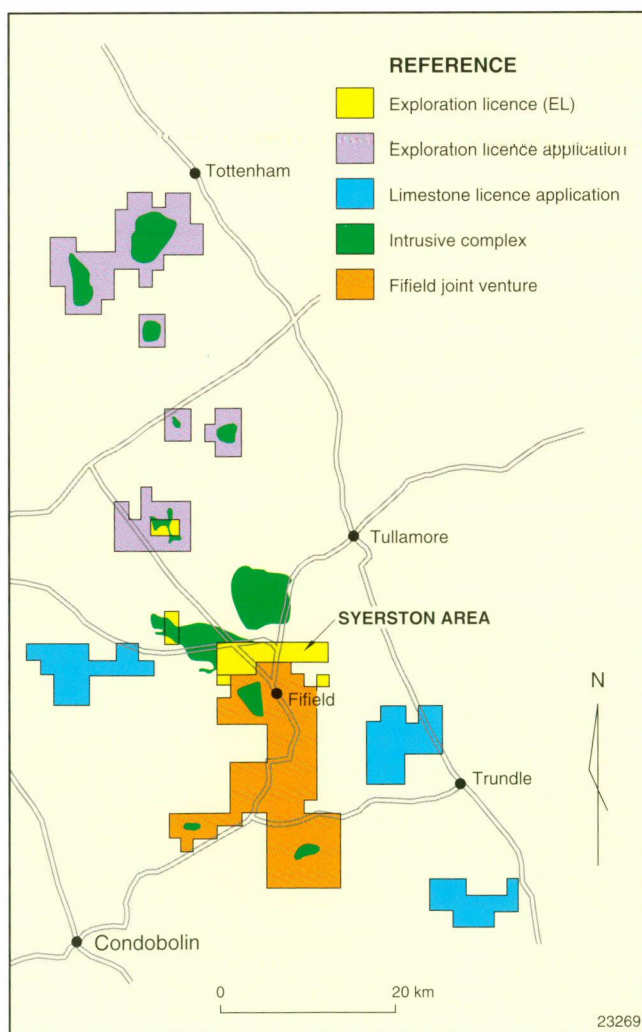 REFERENCE
Exploration licence (EL)
Exploration licence application
Limestone licence application
Intrusive complex
Fifield joint venture
Tottenham
Tullamore
SYERSTON AREA
Fifield
N
Trundle
Condobolin
0 20 km
23269